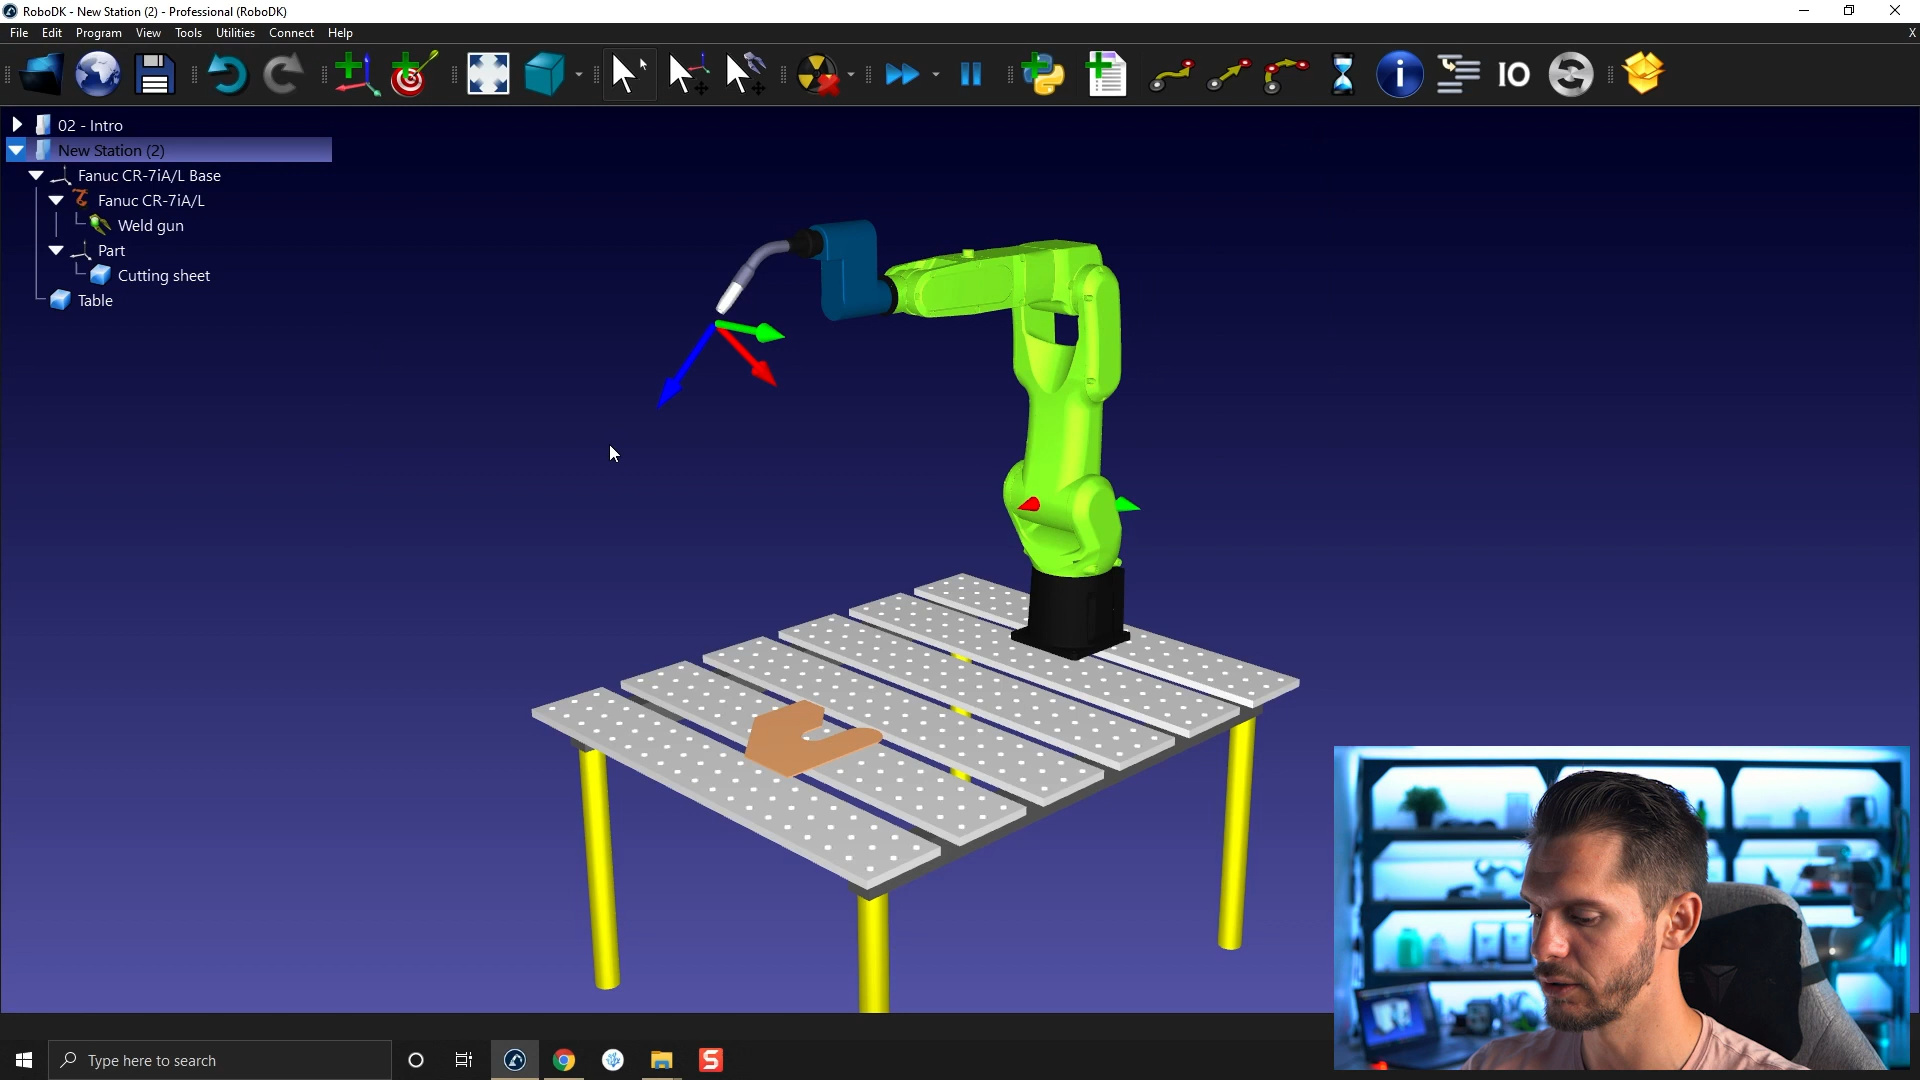 RoboDK - New Station (2) - Professional (RoboDK)
File Edit Program View Tools Utilities Connect Help X
IO
02 - Intro
New Station (2)
Fanuc CR-7iA/L Base
Fanuc CR-7iA/L
Weld gun
Part
Cutting sheet
Table
Type here to search
S